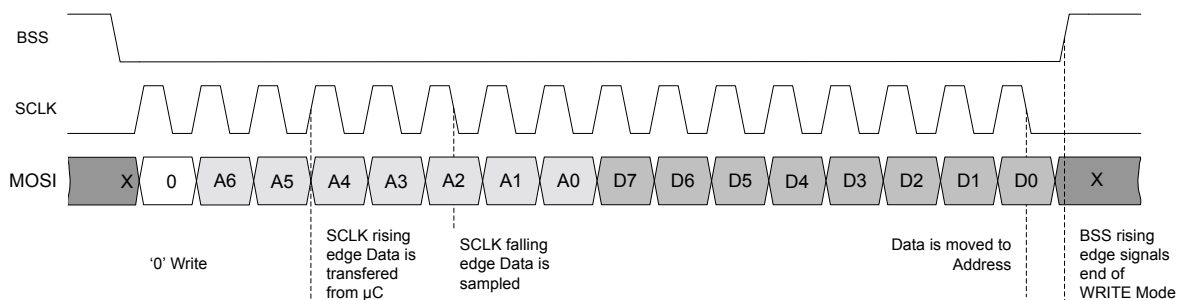 BSS
SCLK
MOSI X 0 A6 A5 A4 A3 A2 A1 A0 D7 D6 D5 D4 D3 D2 D1 D0 X
'0' Write
SCLK rising
edge Data is
transfered
from µC
SCLK falling
edge Data is
sampled
Data is moved to
Address
BSS rising
edge signals
end of
WRITE Mode